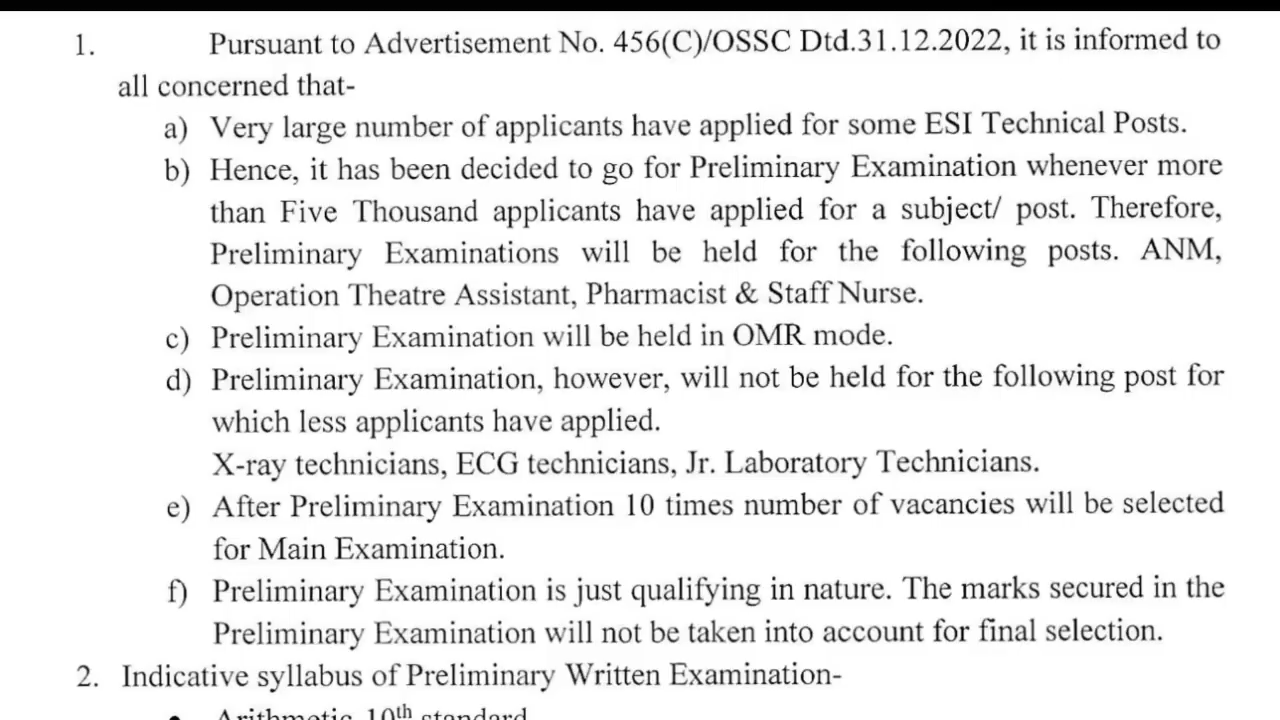 1. Pursuant to Advertisement No. 456(C)/OSSC Dtd.31.12.2022, it is informed to
all concerned that-
a) Very large number of applicants have applied for some ESI Technical Posts.
b) Hence, it has been decided to go for Preliminary Examination whenever more
than Five Thousand applicants have applied for a subject/ post. Therefore,
Preliminary Examinations will be held for the following posts. ANM,
Operation Theatre Assistant, Pharmacist & Staff Nurse.
c) Preliminary Examination will be held in OMR mode.
d) Preliminary Examination, however, will not be held for the following post for
which less applicants have applied.
X-ray technicians, ECG technicians, Jr. Laboratory Technicians.
e) After Preliminary Examination 10 times number of vacancies will be selected
for Main Examination.
f) Preliminary Examination is just qualifying in nature. The marks secured in the
Preliminary Examination will not be taken into account for final selection.
2. Indicative syllabus of Preliminary Written Examination-
• Arithmetic 10th standard